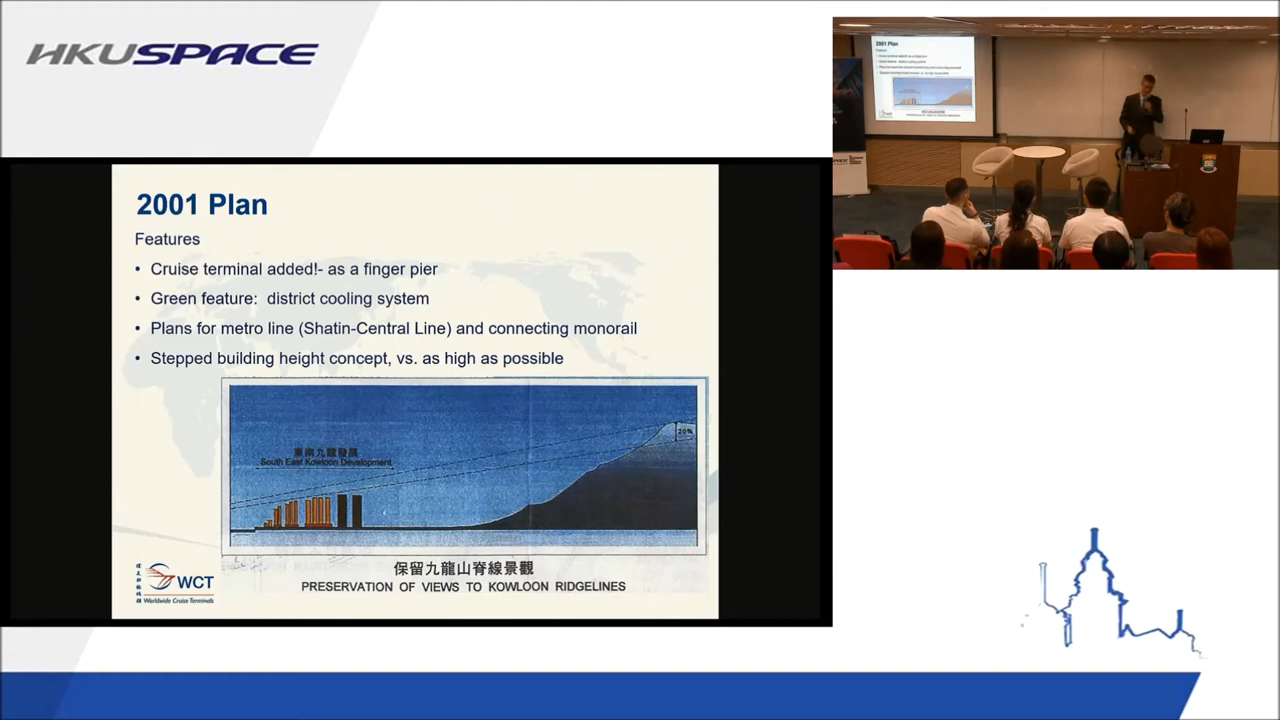 HKUSPACE
2001 Plan
Features
• Cruise terminal added!- as a finger pier
• Green feature: district cooling system
• Plans for metro line (Shatin-Central Line) and connecting monorail
• Stepped building height concept, vs. as high as possible
20%
東南九龍發展
South East Kowloon Development
保留九龍山脊線景觀
PRESERVATION OF VIEWS TO KOWLOON RIDGELINES
WCT
Worldwide Cruise Terminals
2001 Plan